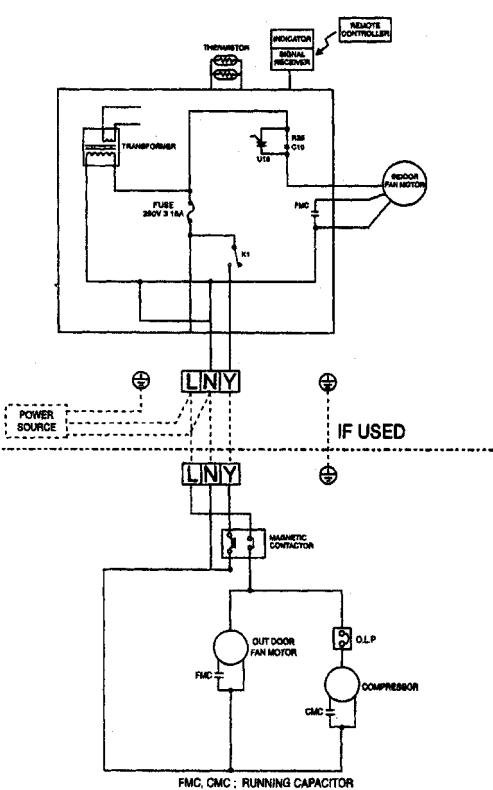 REMOTE
CONTROLLER
THERMISTOR
INDICATOR
SIGNAL
RECEIVER
TRANSFORMER
R25
C10
U18
INDOOR
FAN MOTOR
FUSE
250V 3 15A
FMC
K1
L N Y
POWER
SOURCE
IF USED
L N Y
MAGNETIC
CONTACTOR
OUT DOOR
FAN MOTOR
O.L.P
FMC
COMPRESSOR
CMC
FMC, CMC ; RUNNING CAPACITOR